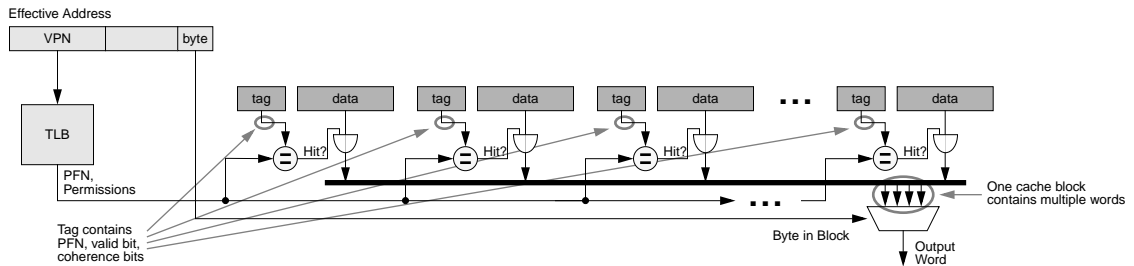 Effective Address
VPN
byte
tag
data
tag
data
tag
data
...
tag
data
TLB
=
Hit?
=
Hit?
=
Hit?
=
Hit?
PFN,
Permissions
...
One cache block
contains multiple words
Tag contains
PFN, valid bit,
coherence bits
Byte in Block
Output
Word